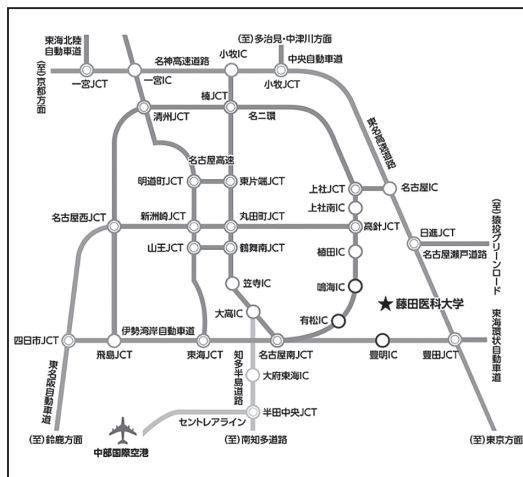 東海北陸
自動車道
(至)多治見・中津川方面
小牧IC
中央自動車道
名神高速道路
(至)京都方面
一宮JCT
一宮IC
小牧JCT
楠JCT
清州JCT
名二環
東名高速道路
名古屋高速
明道町JCT
東片端JCT
上社JCT
名古屋IC
上社南IC
名古屋西JCT
新洲崎JCT
丸田町JCT
高針JCT
日進JCT
(至)猿投グリーンロード
山王JCT
鶴舞南JCT
植田IC
名古屋瀬戸道路
笠寺IC
鳴海IC
★藤田医科大学
大高IC
有松IC
四日市JCT
伊勢湾岸自動車道
飛島JCT
東海JCT
名古屋南JCT
豊明IC
豊田JCT
東海環状自動車道
東名阪自動車道
知多半島道路
大府東海IC
半田中央JCT
セントレアライン
(至)鈴鹿方面
中部国際空港
(至)南知多道路
(至)東京方面